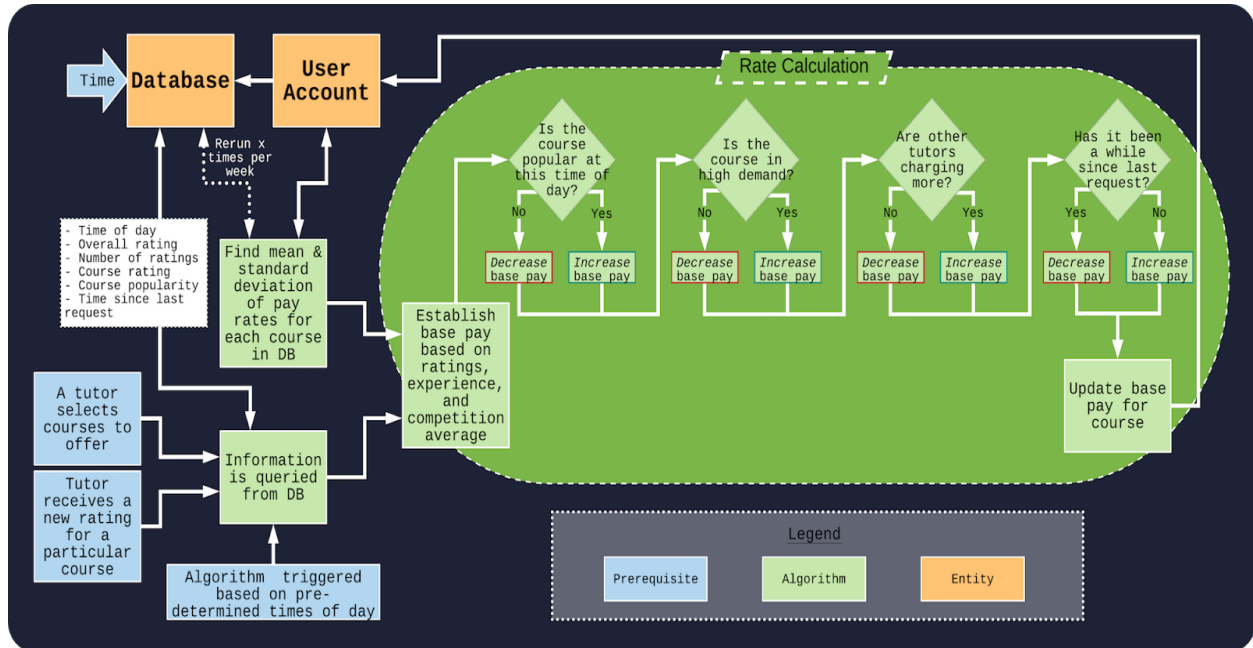 Rate Calculation
Time
Database
User
Account
Rerun x
times per
week
- Time of day
- Overall rating
- Number of ratings
- Course rating
- Course popularity
- Time since last
request
Find mean &
standard
deviation
of pay
rates for
each course
in DB
A tutor
selects
courses to
offer
Tutor
receives a
new rating
for a
particular
course
Information
is queried
from DB
Algorithm triggered
based on pre-
determined times of day
Establish
base pay
based on
ratings,
experience,
and
competition
average
Is the
course
popular at
this time of
day?
No
Yes
Decrease
base pay
Increase
base pay
Is the
course in
high demand?
No
Yes
Decrease
base pay
Increase
base pay
Are other
tutors
charging
more?
No
Yes
Decrease
base pay
Increase
base pay
Has it been
a while
since last
request?
Yes
No
Decrease
base pay
Increase
base pay
Update base
pay for
course
Legend
Prerequisite
Algorithm
Entity